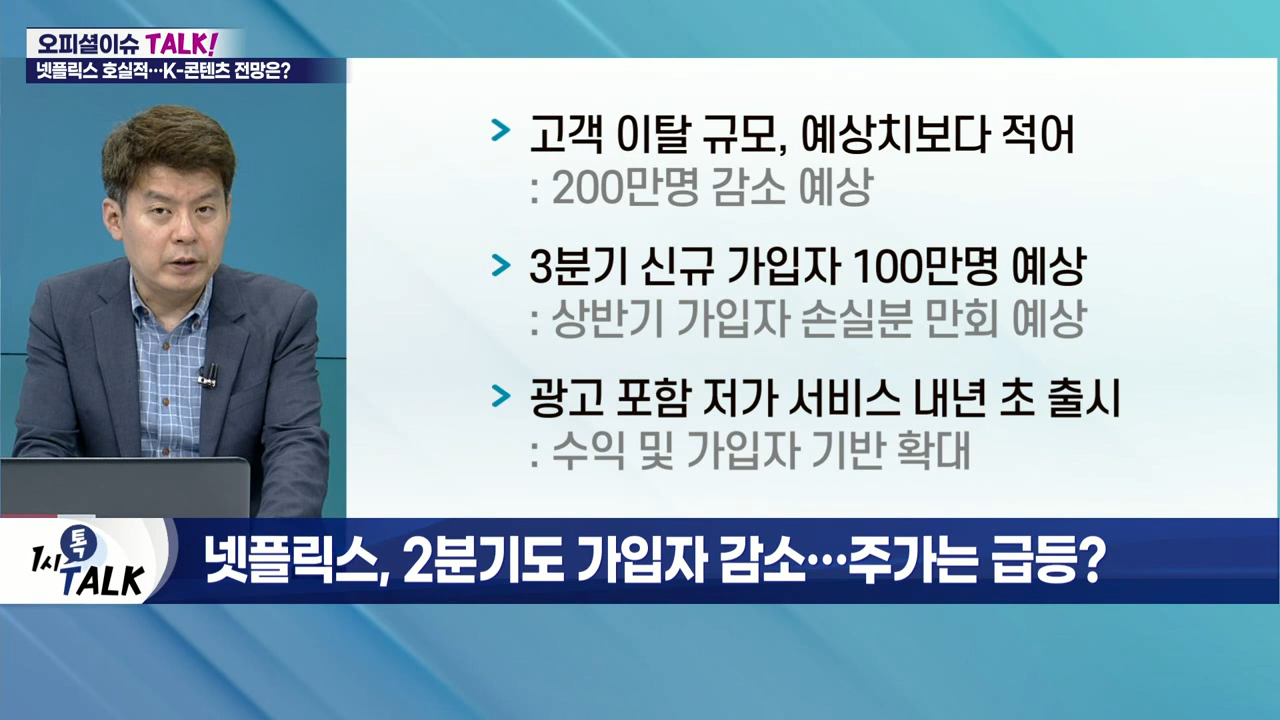 오피셜이슈 TALK!
넷플릭스 호실적…K-콘텐츠 전망은?
> 고객 이탈 규모, 예상치보다 적어
: 200만명 감소 예상
> 3분기 신규 가입자 100만명 예상
: 상반기 가입자 손실분 만회 예상
> 광고 포함 저가 서비스 내년 초 출시
: 수익 및 가입자 기반 확대
1시 톡 TALK
넷플릭스, 2분기도 가입자 감소…주가는 급등?